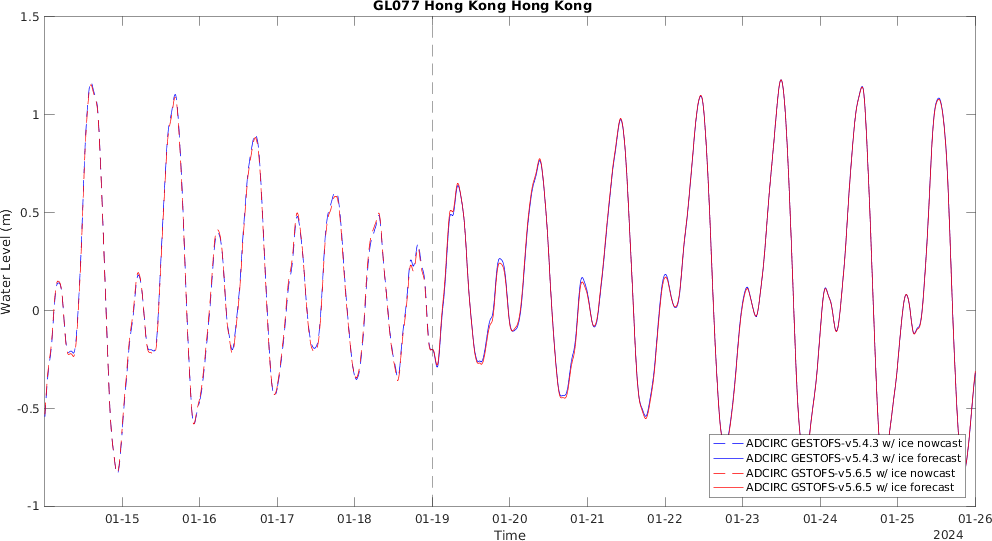 GL077 Hong Kong Hong Kong
Water Level (m)
1.5
1
0.5
0
-0.5
-1
ADCIRC GESTOFS-v5.4.3 w/ ice nowcast
ADCIRC GESTOFS-v5.4.3 w/ ice forecast
ADCIRC GSTOFS-v5.6.5 w/ ice nowcast
ADCIRC GSTOFS-v5.6.5 w/ ice forecast
01-15 01-16 01-17 01-18 01-19 01-20 01-21 01-22 01-23 01-24 01-25 01-26
Time
2024